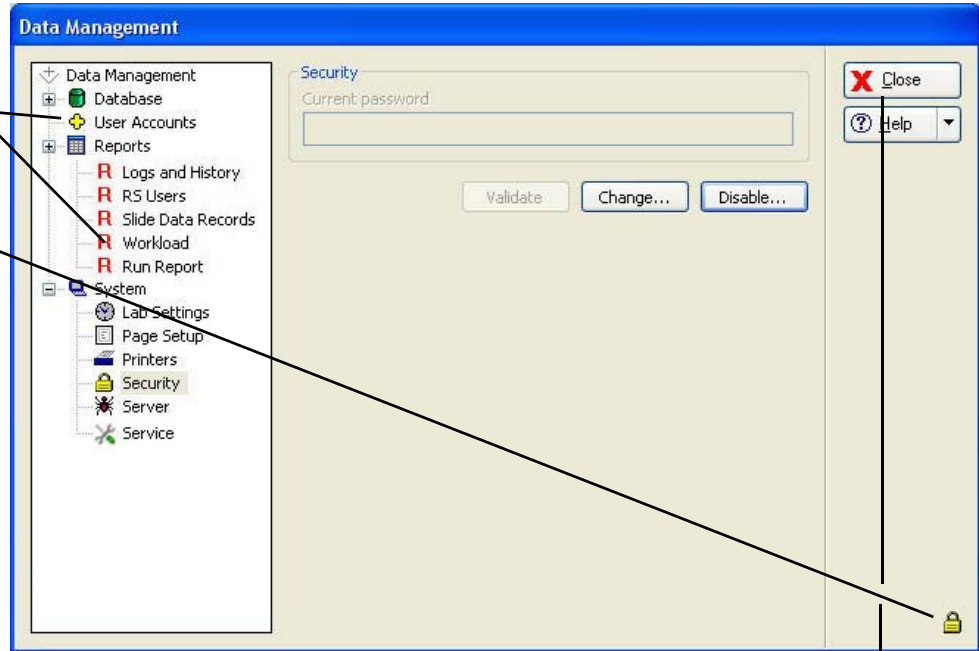 Data Management
Data Management
Database
User Accounts
Reports
R Logs and History
R RS Users
R Slide Data Records
R Workload
R Run Report
System
Lab Settings
Page Setup
Printers
Security
Server
Service
Security
Current password
Validate
Change...
Disable...
X Close
? Help